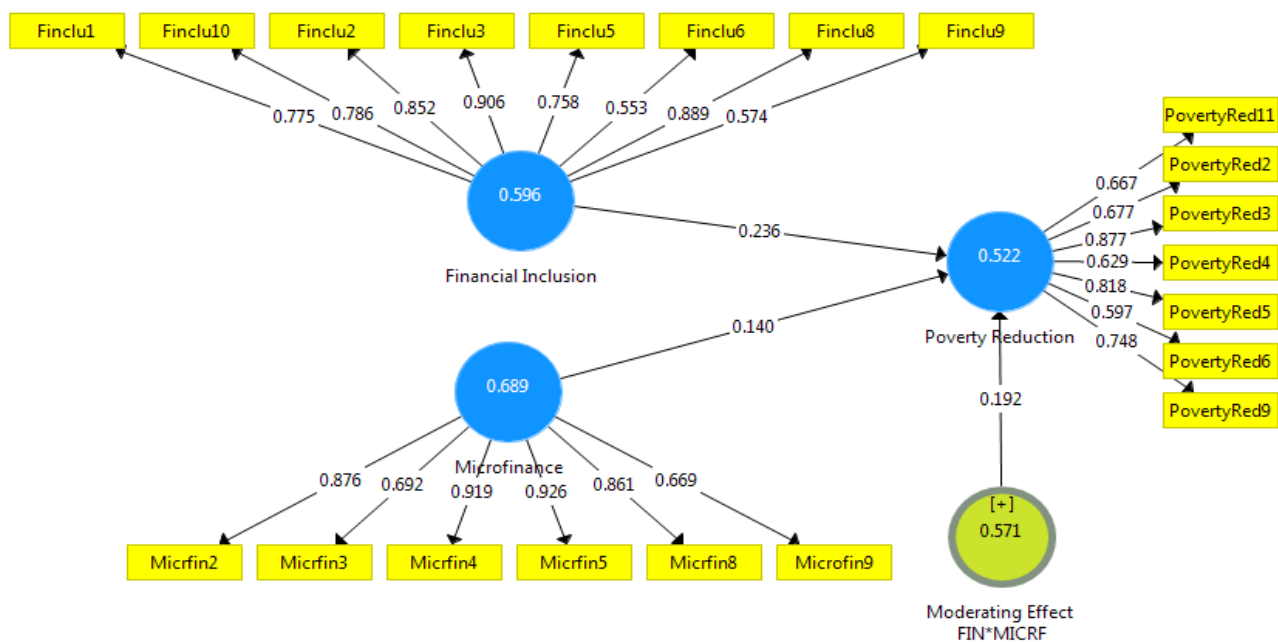 Finclu1 Finclu10 Finclu2 Finclu3 Finclu5 Finclu6 Finclu8 Finclu9
0.775 0.786 0.852 0.906 0.758 0.553 0.889 0.574
0.596
Financial Inclusion
0.236
PovertyRed11
PovertyRed2
PovertyRed3
PovertyRed4
PovertyRed5
PovertyRed6
PovertyRed9
0.667
0.677
0.877
0.629
0.818
0.597
0.748
0.522
Poverty Reduction
0.140
0.689
Microfinance
0.876 0.692 0.919 0.926 0.861 0.669
Micrfin2 Micrfin3 Micrfin4 Micrfin5 Micrfin8 Microfin9
0.192
[+]
0.571
Moderating Effect
FIN*MICRF